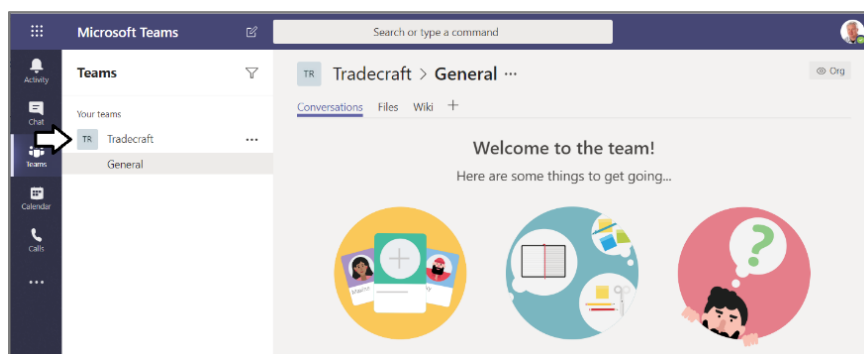 Microsoft Teams
Search or type a command
Activity
Chat
Teams
Calendar
Calls
Teams
Your teams
TR Tradecraft
General
TR Tradecraft > General ...
Org
Conversations Files Wiki +
Welcome to the team!
Here are some things to get going...
?